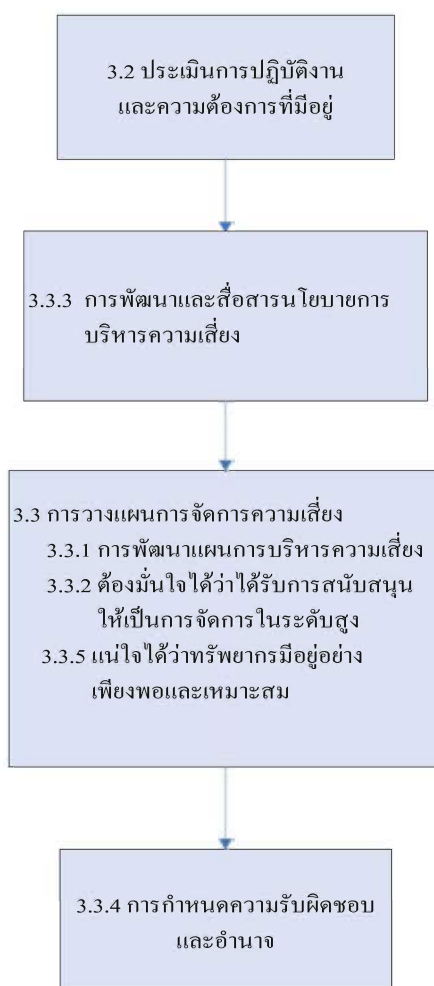 3.2 ประเมินการปฏิบัติงาน
และความต้องการที่มีอยู่
3.3.3 การพัฒนาและสื่อสารนโยบายการ
บริหารความเสี่ยง
3.3 การวางแผนการจัดการความเสี่ยง
3.3.1 การพัฒนาแผนการบริหารความเสี่ยง
3.3.2 ต้องมั่นใจได้ว่าได้รับการสนับสนุน
ให้เป็นการจัดการในระดับสูง
3.3.5 แน่ใจได้ว่าทรัพยากรมีอยู่อย่าง
เพียงพอและเหมาะสม
3.3.4 การกำหนดความรับผิดชอบ
และอำนาจ